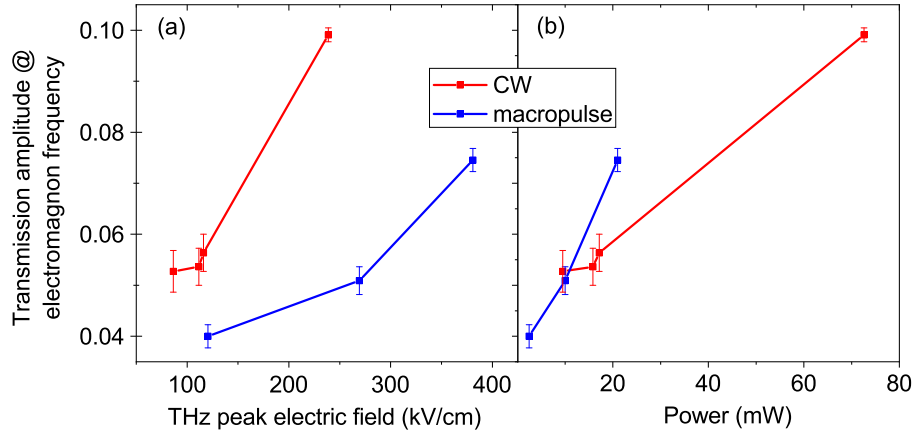 Transmission amplitude @
electromagnon frequency
0.10
0.08
0.06
0.04
(a)
(b)
CW
macropulse
100 200 300 400
20 40 60 80
THz peak electric field (kV/cm)
Power (mW)